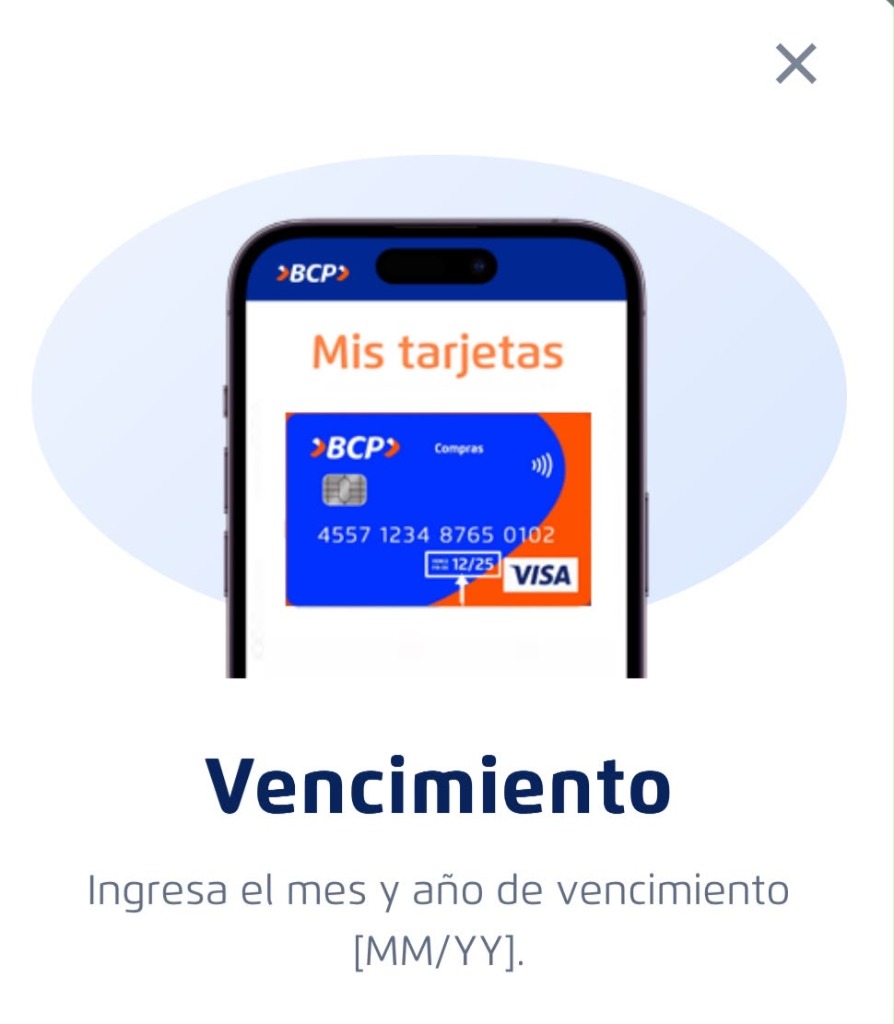 BCP
Mis tarjetas
BCP Compras
4557 1234 8765 0102
12/25
VISA
Vencimiento
Ingresa el mes y año de vencimiento
[MM/YY].